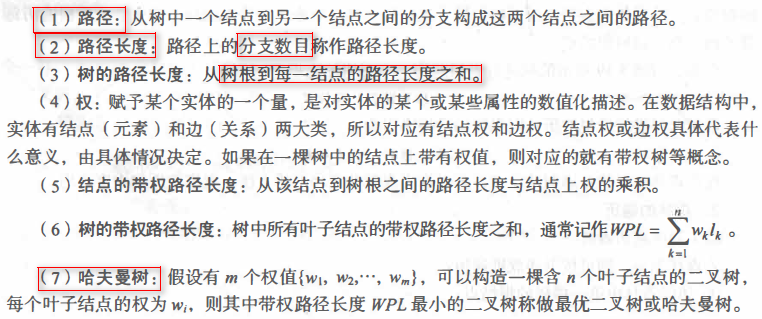 （1）路径：从树中一个结点到另一个结点之间的分支构成这两个结点之间的路径。
（2）路径长度：路径上的分支数目称作路径长度。
（3）树的路径长度：从树根到每一结点的路径长度之和。
（4）权：赋予某个实体的一个量，是对实体的某个或某些属性的数值化描述。在数据结构中，
实体有结点（元素）和边（关系）两大类，所以对应有结点权和边权。结点权或边权具体代表什
么意义，由具体情况决定。如果在一棵树中的结点上带有权值，则对应的就有带权树等概念。
（5）结点的带权路径长度：从该结点到树根之间的路径长度与结点上权的乘积。
（6）树的带权路径长度：树中所有叶子结点的带权路径长度之和，通常记作 WPL = ∑_{k=1}^{n} w_k l_k 。
（7）哈夫曼树：假设有 m 个权值{w₁, w₂,⋯, wₘ}，可以构造一棵含 n 个叶子结点的二叉树，
每个叶子结点的权为 wᵢ，则其中带权路径长度 WPL 最小的二叉树称做最优二叉树或哈夫曼树。